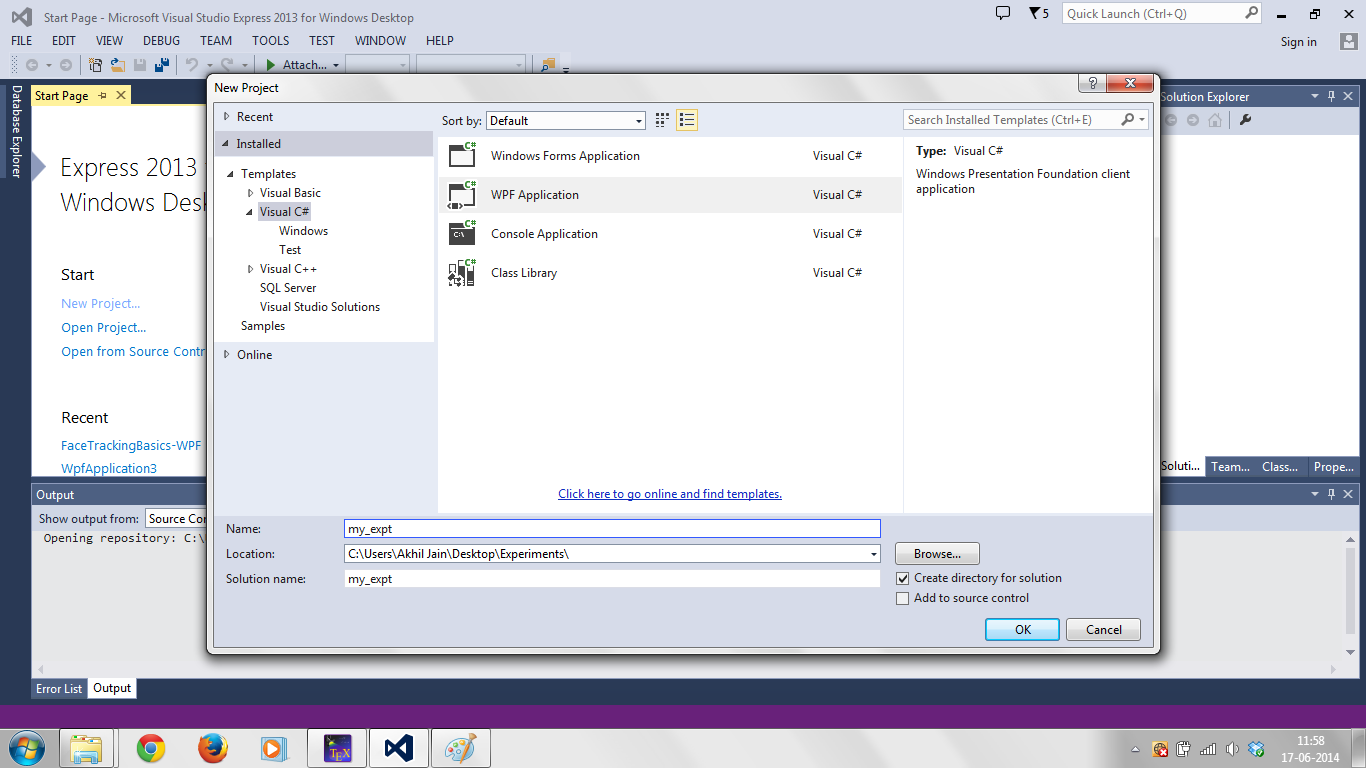 Start Page - Microsoft Visual Studio Express 2013 for Windows Desktop
5
Quick Launch (Ctrl+Q)
FILE EDIT VIEW DEBUG TEAM TOOLS TEST WINDOW HELP
Sign in
Attach...
Database Explorer
Start Page
Express 2013
Windows
Start
New Project...
Open Project...
Open from Source
Recent
FaceTrackingBasics-WPF
WpfApplication3
New Project
?
Recent
Installed
Templates
Visual Basic
Visual C#
Windows
Test
Visual C++
SQL Server
Visual Studio Solutions
Samples
Online
Sort by: Default
Search Installed Templates (Ctrl+E)
Windows Forms Application Visual C#
WPF Application Visual C#
Console Application Visual C#
Class Library Visual C#
Click here to go online and find templates.
Type: Visual C#
Windows Presentation Foundation client
application
Name: my_expt
Location: C:\Users\Akhil Jain\Desktop\Experiments\
Browse...
Solution name: my_expt
Create directory for solution
Add to source control
OK Cancel
Solution Explorer
Soluti... Team... Class... Prope...
Output
Show output from: Source
Opening repository: C:\
Error List Output
TEX
11:58
17-06-2014